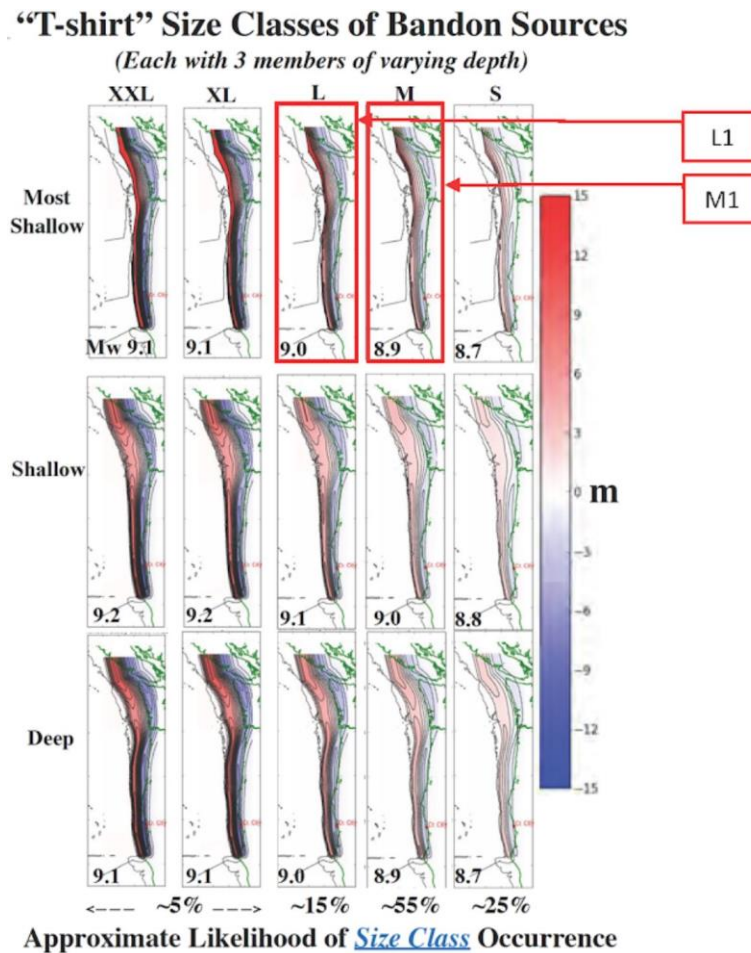 “T-shirt” Size Classes of Bandon Sources
(Each with 3 members of varying depth)
XXL XL L M S
L1
M1
Most
Shallow
Mw 9.1 9.1 9.0 8.9 8.7
15
12
9
6
3
0 m
-3
-6
-9
-12
-15
Shallow
9.2 9.2 9.1 9.0 8.8
Deep
9.1 9.1 9.0 8.9 8.7
<--- ~5% ---> ~15% ~55% ~25%
Approximate Likelihood of Size Class Occurrence